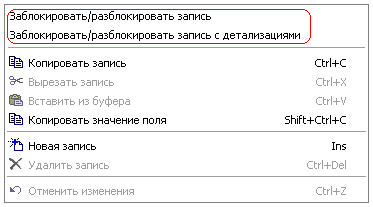 Заблокировать/разблокировать запись
Заблокировать/разблокировать запись с детализациями
Копировать запись Ctrl+C
Вырезать запись Ctrl+X
Вставить из буфера Ctrl+V
Копировать значение поля Shift+Ctrl+C
Новая запись Ins
Удалить запись Ctrl+Del
Отменить изменения Ctrl+Z